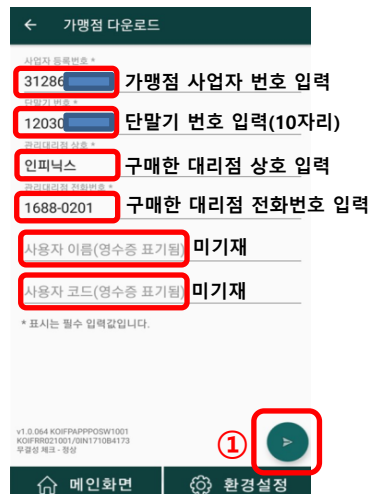 ← 가맹점 다운로드
사업자 등록번호 *
31286 가맹점 사업자 번호 입력
단말기 번호 *
12030 단말기 번호 입력(10자리)
관리대리점 상호 *
인피닉스 구매한 대리점 상호 입력
관리대리점 전화번호 *
1688-0201 구매한 대리점 전화번호 입력
사용자 이름(영수증 표기됨) 미기재
사용자 코드(영수증 표기됨) 미기재
* 표시는 필수 입력값입니다.
v1.0.064 KOIFPAPPPOSW1001
KOIFRR021001/0IN1710B4173
무결성 체크 - 정상
①
메인화면 환경설정